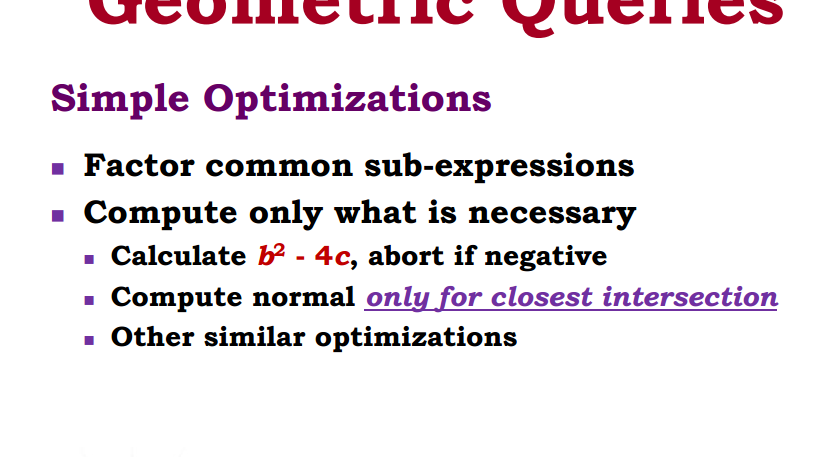 Geometric Queries
Simple Optimizations
▪ Factor common sub-expressions
▪ Compute only what is necessary
▪ Calculate b² - 4c, abort if negative
▪ Compute normal only for closest intersection
▪ Other similar optimizations